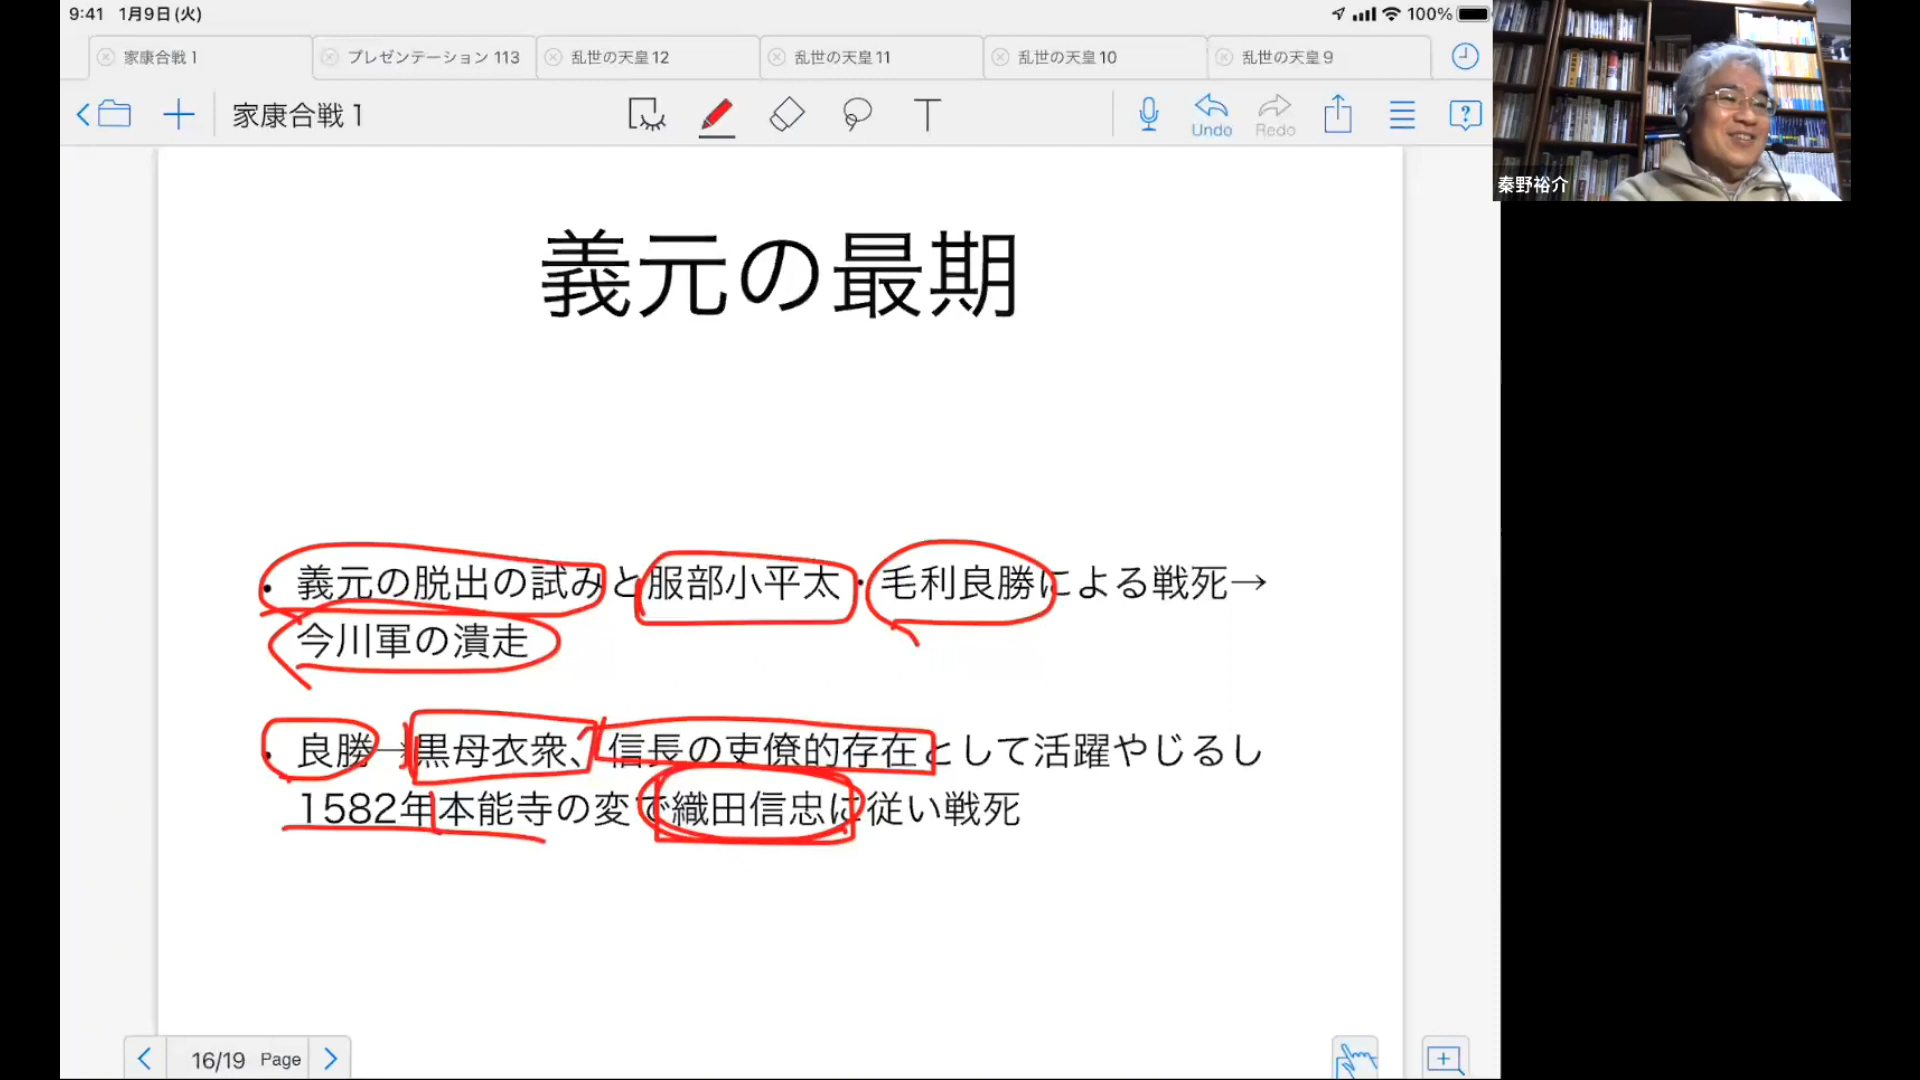 9:41 1月9日(火) 100%
家康合戦1 プレゼンテーション 113 乱世の天皇12 乱世の天皇11 乱世の天皇10 乱世の天皇9
家康合戦1 Undo Redo
秦野裕介
義元の最期
• 義元の脱出の試みと服部小平太・毛利良勝による戦死→
今川軍の潰走
• 良勝→黒母衣衆、信長の吏僚的存在として活躍やじるし
1582年本能寺の変で織田信忠に従い戦死
16/19 Page